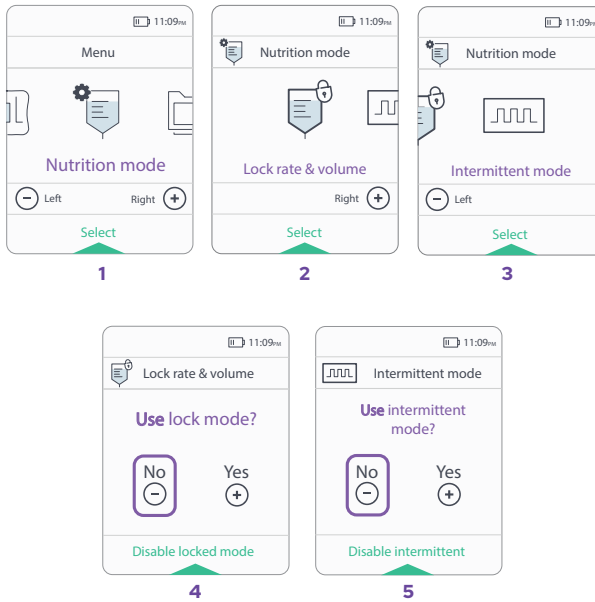 11:09PM
Menu
Nutrition mode
Left
Right
Select
1
11:09PM
Nutrition mode
Lock rate & volume
Right
Select
2
11:09PM
Nutrition mode
Intermittent mode
Left
Select
3
11:09PM
Lock rate & volume
Use lock mode?
No
Yes
Disable locked mode
4
11:09PM
Intermittent mode
Use intermittent
mode?
No
Yes
Disable intermittent
5